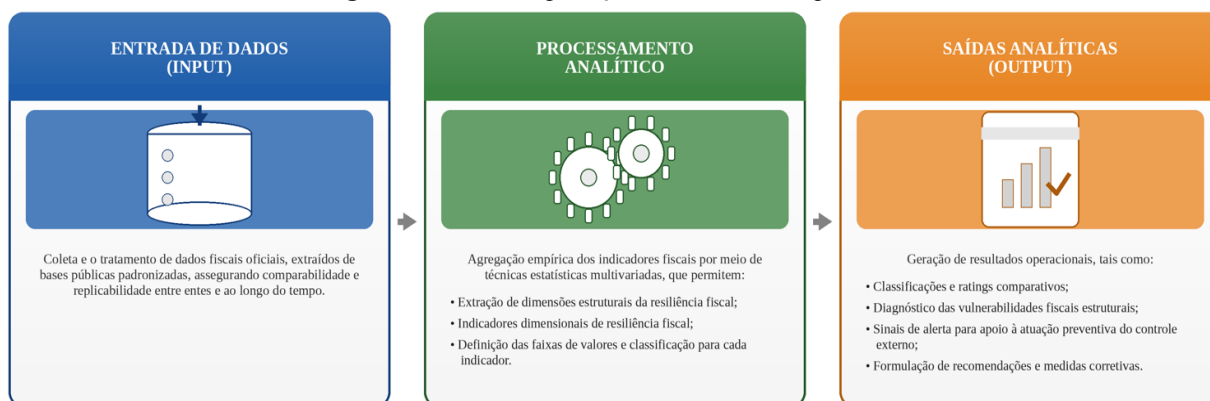 ENTRADA DE DADOS
(INPUT)
Coleta e o tratamento de dados fiscais oficiais, extraídos de
bases públicas padronizadas, assegurando comparabilidade e
replicabilidade entre entes e ao longo do tempo.
PROCESSAMENTO
ANALÍTICO
Agregação empírica dos indicadores fiscais por meio de
técnicas estatísticas multivariadas, que permitem:
• Extração de dimensões estruturais da resiliência fiscal;
• Indicadores dimensionais de resiliência fiscal;
• Definição das faixas de valores e classificação para cada
indicador.
SAÍDAS ANALÍTICAS
(OUTPUT)
Geração de resultados operacionais, tais como:
• Classificações e ratings comparativos;
• Diagnóstico das vulnerabilidades fiscais estruturais;
• Sinais de alerta para apoio à atuação preventiva do controle
externo;
• Formulação de recomendações e medidas corretivas.